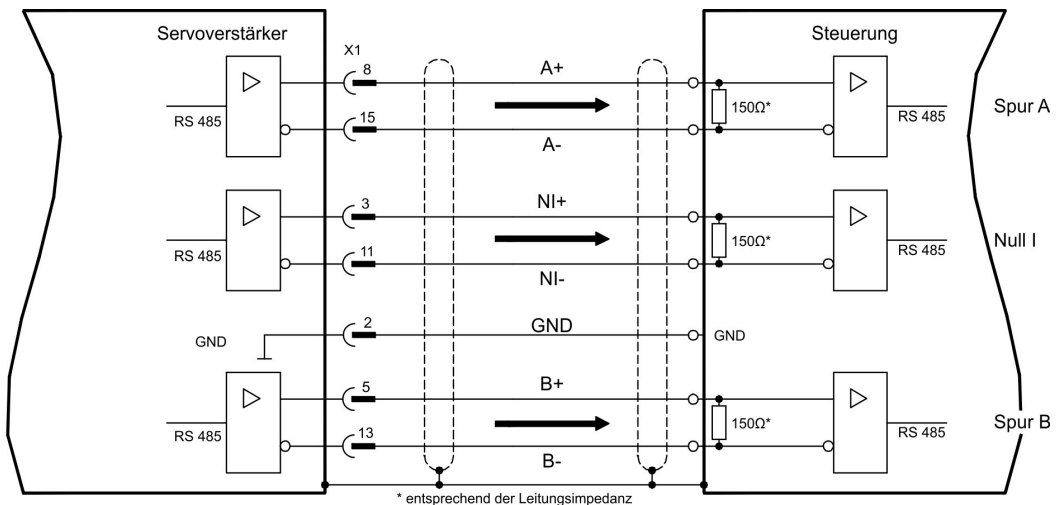 Servoverstärker
Steuerung
X1
8
A+
150Ω*
RS 485
RS 485
Spur A
15
A-
3
NI+
150Ω*
RS 485
RS 485
Null I
11
NI-
2
GND
GND
GND
5
B+
150Ω*
RS 485
RS 485
Spur B
13
B-
* entsprechend der Leitungsimpedanz